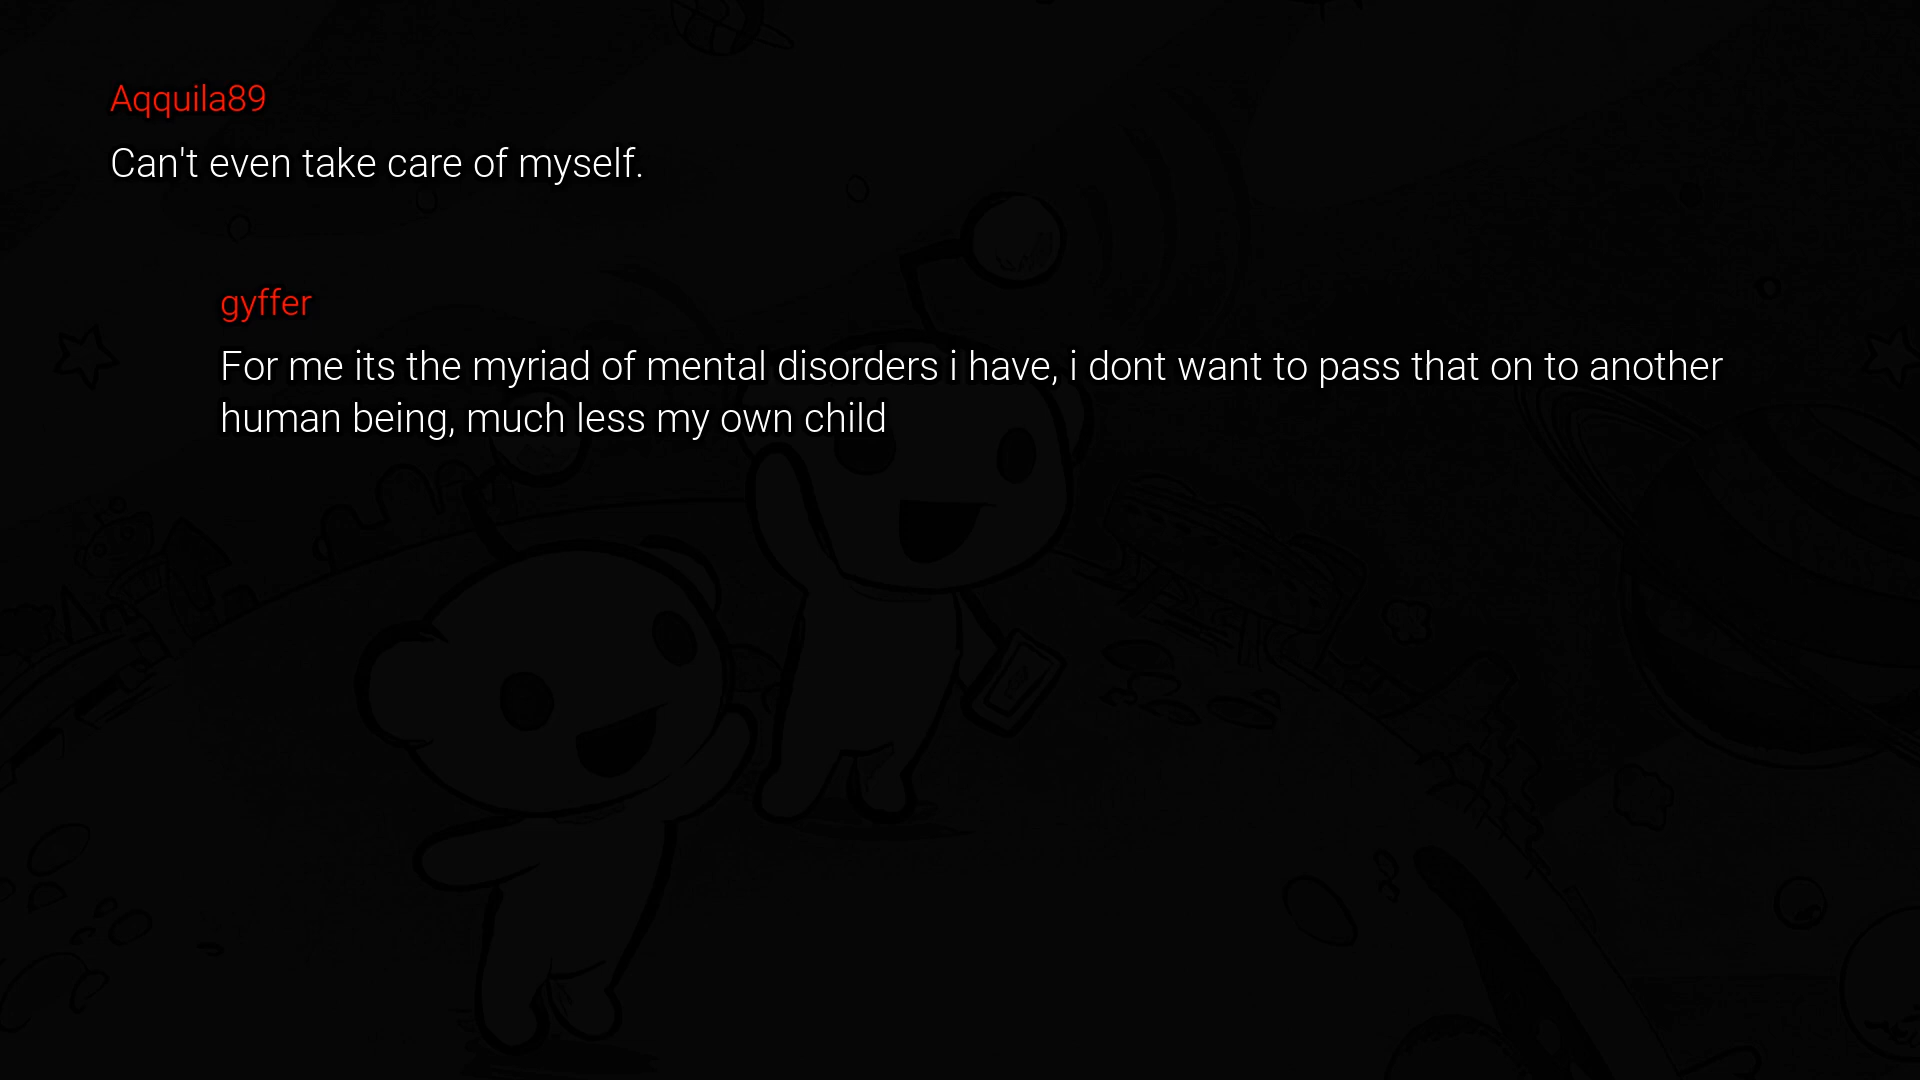 Aqquila89
Can't even take care of myself.
gyffer
For me its the myriad of mental disorders i have, i dont want to pass that on to another
human being, much less my own child